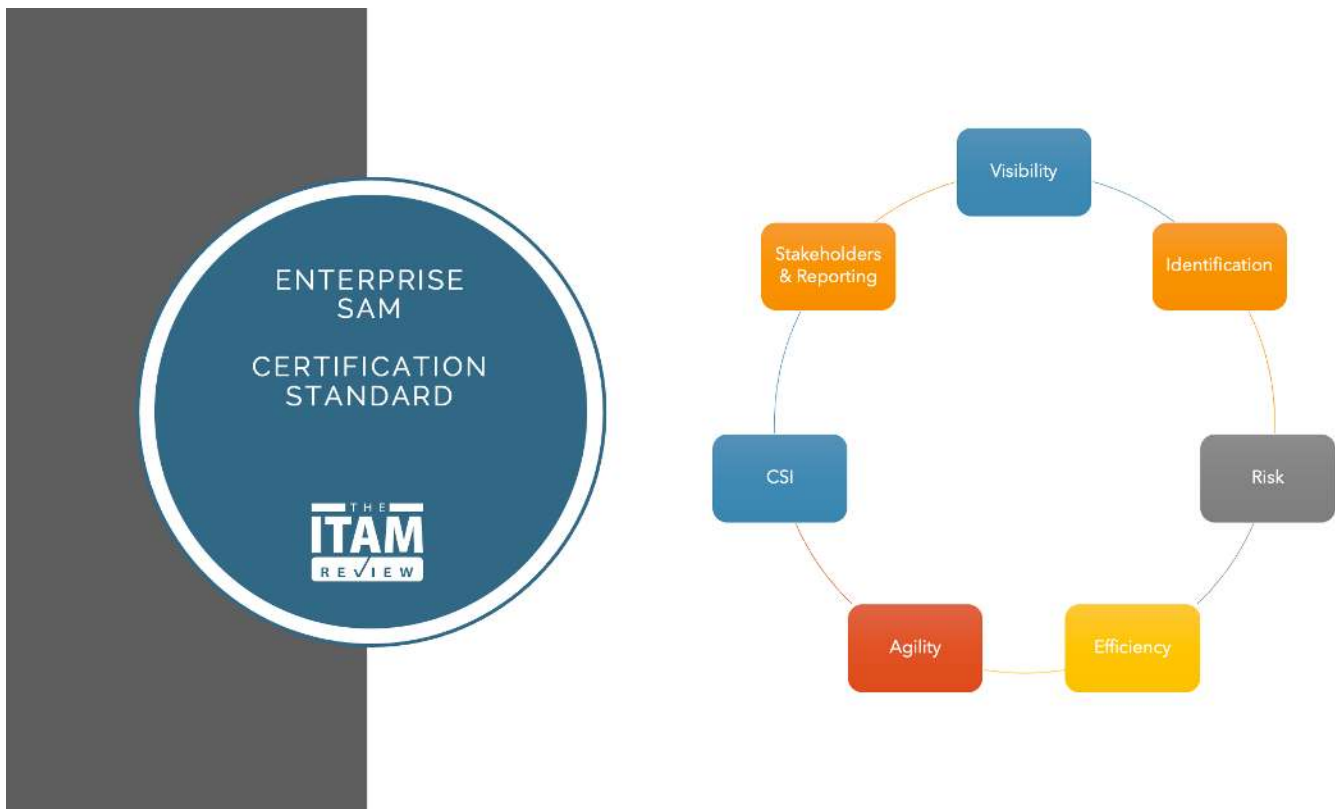 ENTERPRISE
SAM
CERTIFICATION
STANDARD
THE
ITAM
REVIEW
Visibility
Identification
Risk
Efficiency
Agility
CSI
Stakeholders
& Reporting